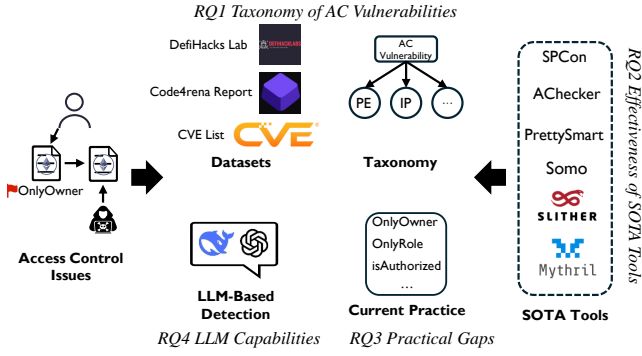 RQ1 Taxonomy of AC Vulnerabilities
DefiHacks Lab
DEFIHACKLABS
Code4rena Report
CVE List
CVE
Datasets
AC
Vulnerability
PE
IP
...
Taxonomy
OnlyOwner
Access Control
Issues
LLM-Based
Detection
RQ4 LLM Capabilities
OnlyOwner
OnlyRole
isAuthorized
...
Current Practice
RQ3 Practical Gaps
SPCon
AChecker
PrettySmart
Somo
SLITHER
Mythril
SOTA Tools
RQ2 Effectiveness of SOTA Tools